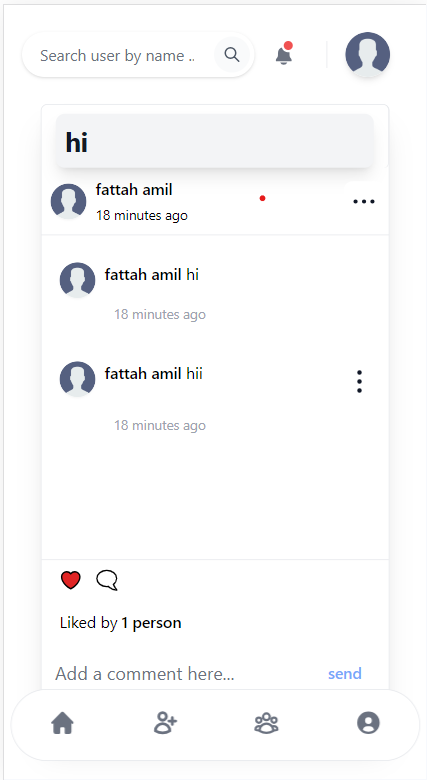 Search user by name ..
hi
fattah amil
18 minutes ago
fattah amil hi
18 minutes ago
fattah amil hii
18 minutes ago
Liked by 1 person
Add a comment here...
send